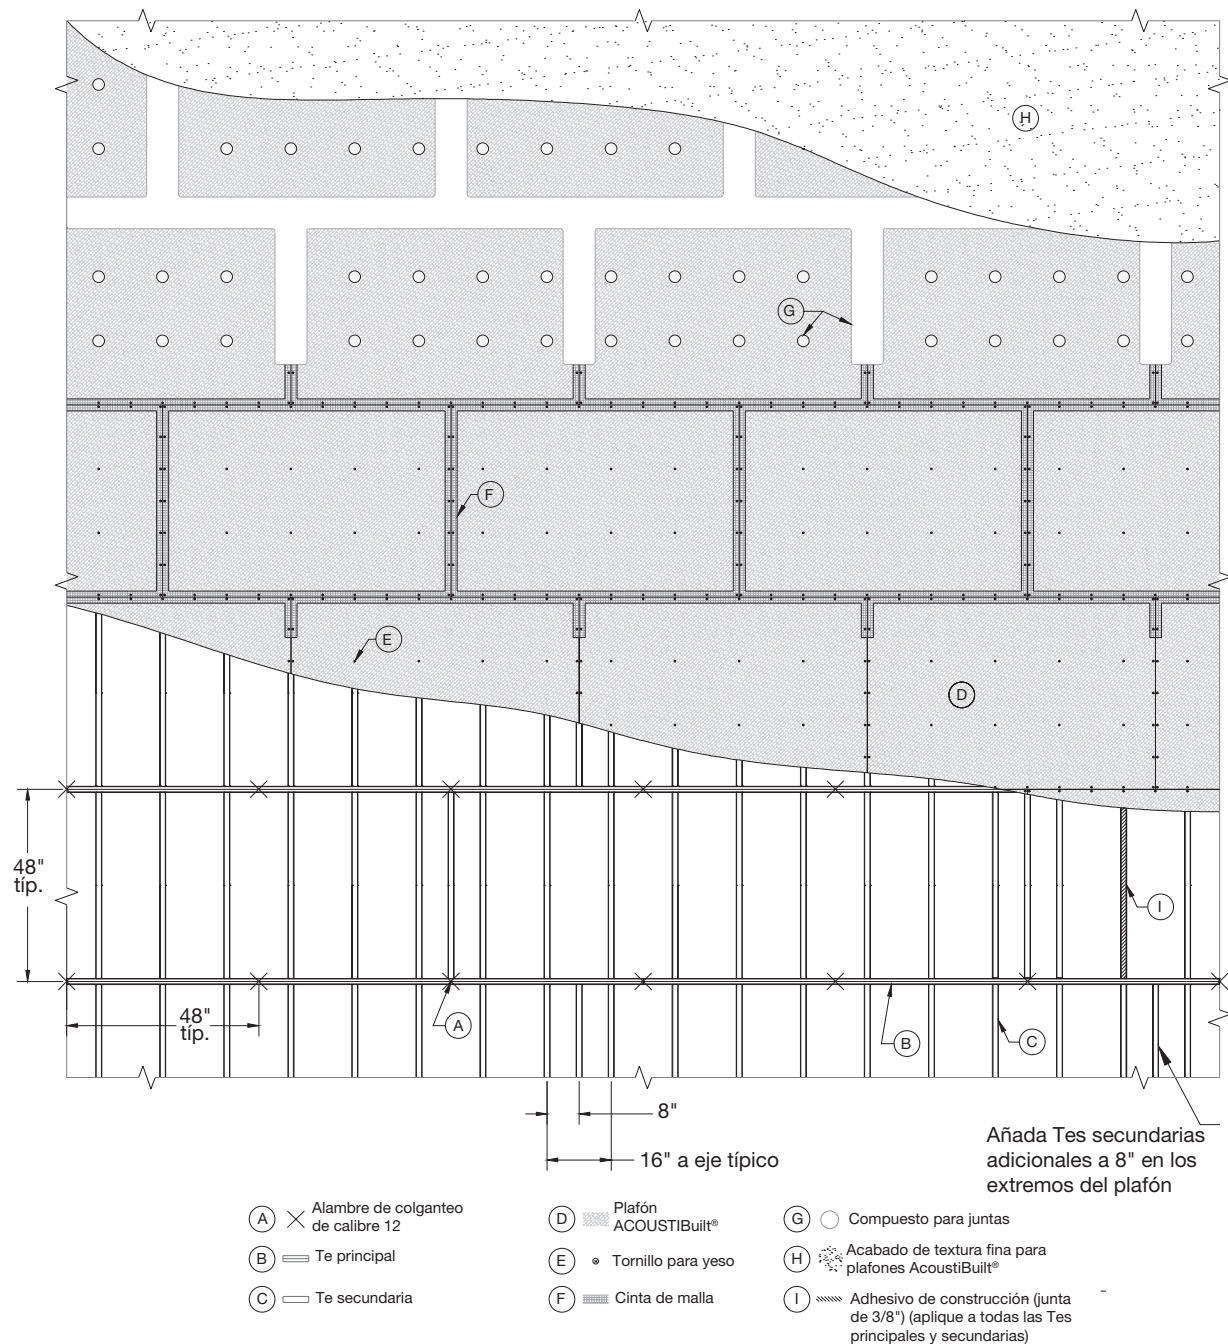 H
G
F
E
D
48"
típ.
I
48"
típ.
A
B
C
8"
16" a eje típico
Añada Tes secundarias
adicionales a 8" en los
extremos del plafón
A Alambre de colganteo
de calibre 12
B Te principal
C Te secundaria
D Plafón
ACOUSTIBuilt®
E Tornillo para yeso
F Cinta de malla
G Compuesto para juntas
H Acabado de textura fina para
plafones AcoustiBuilt®
I Adhesivo de construcción (junta
de 3/8") (aplique a todas las Tes
principales y secundarias)